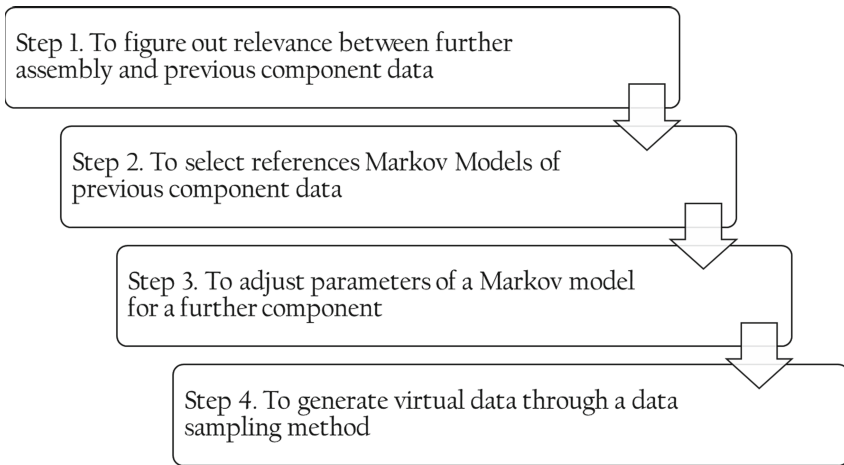 Step 1. To figure out relevance between further
assembly and previous component data
Step 2. To select references Markov Models of
previous component data
Step 3. To adjust parameters of a Markov model
for a further component
Step 4. To generate virtual data through a data
sampling method